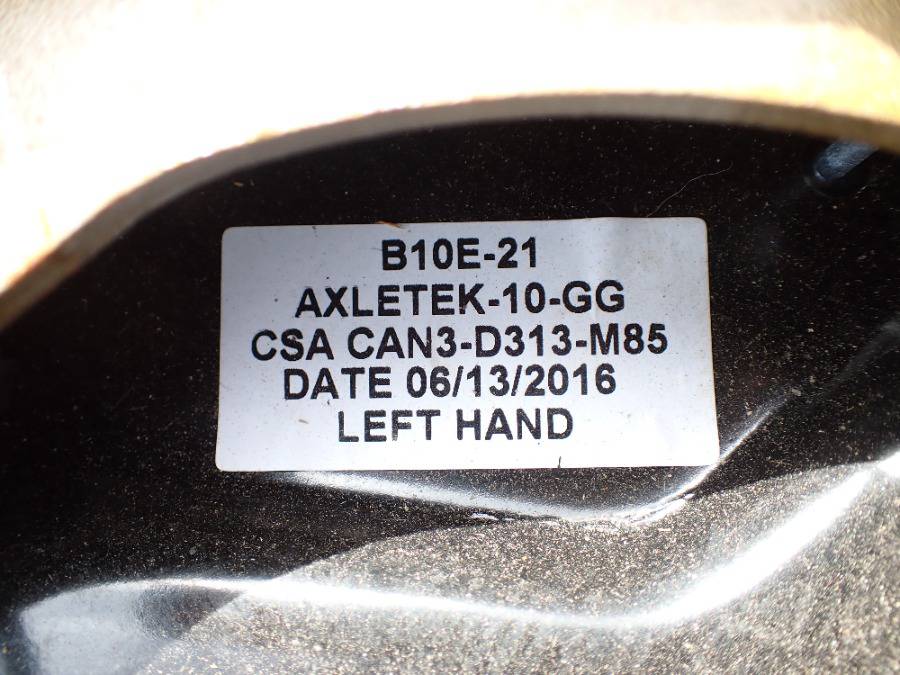 B10E-21
AXLETEK-10-GG
CSA CAN3-D313-M85
DATE 06/13/2016
LEFT HAND